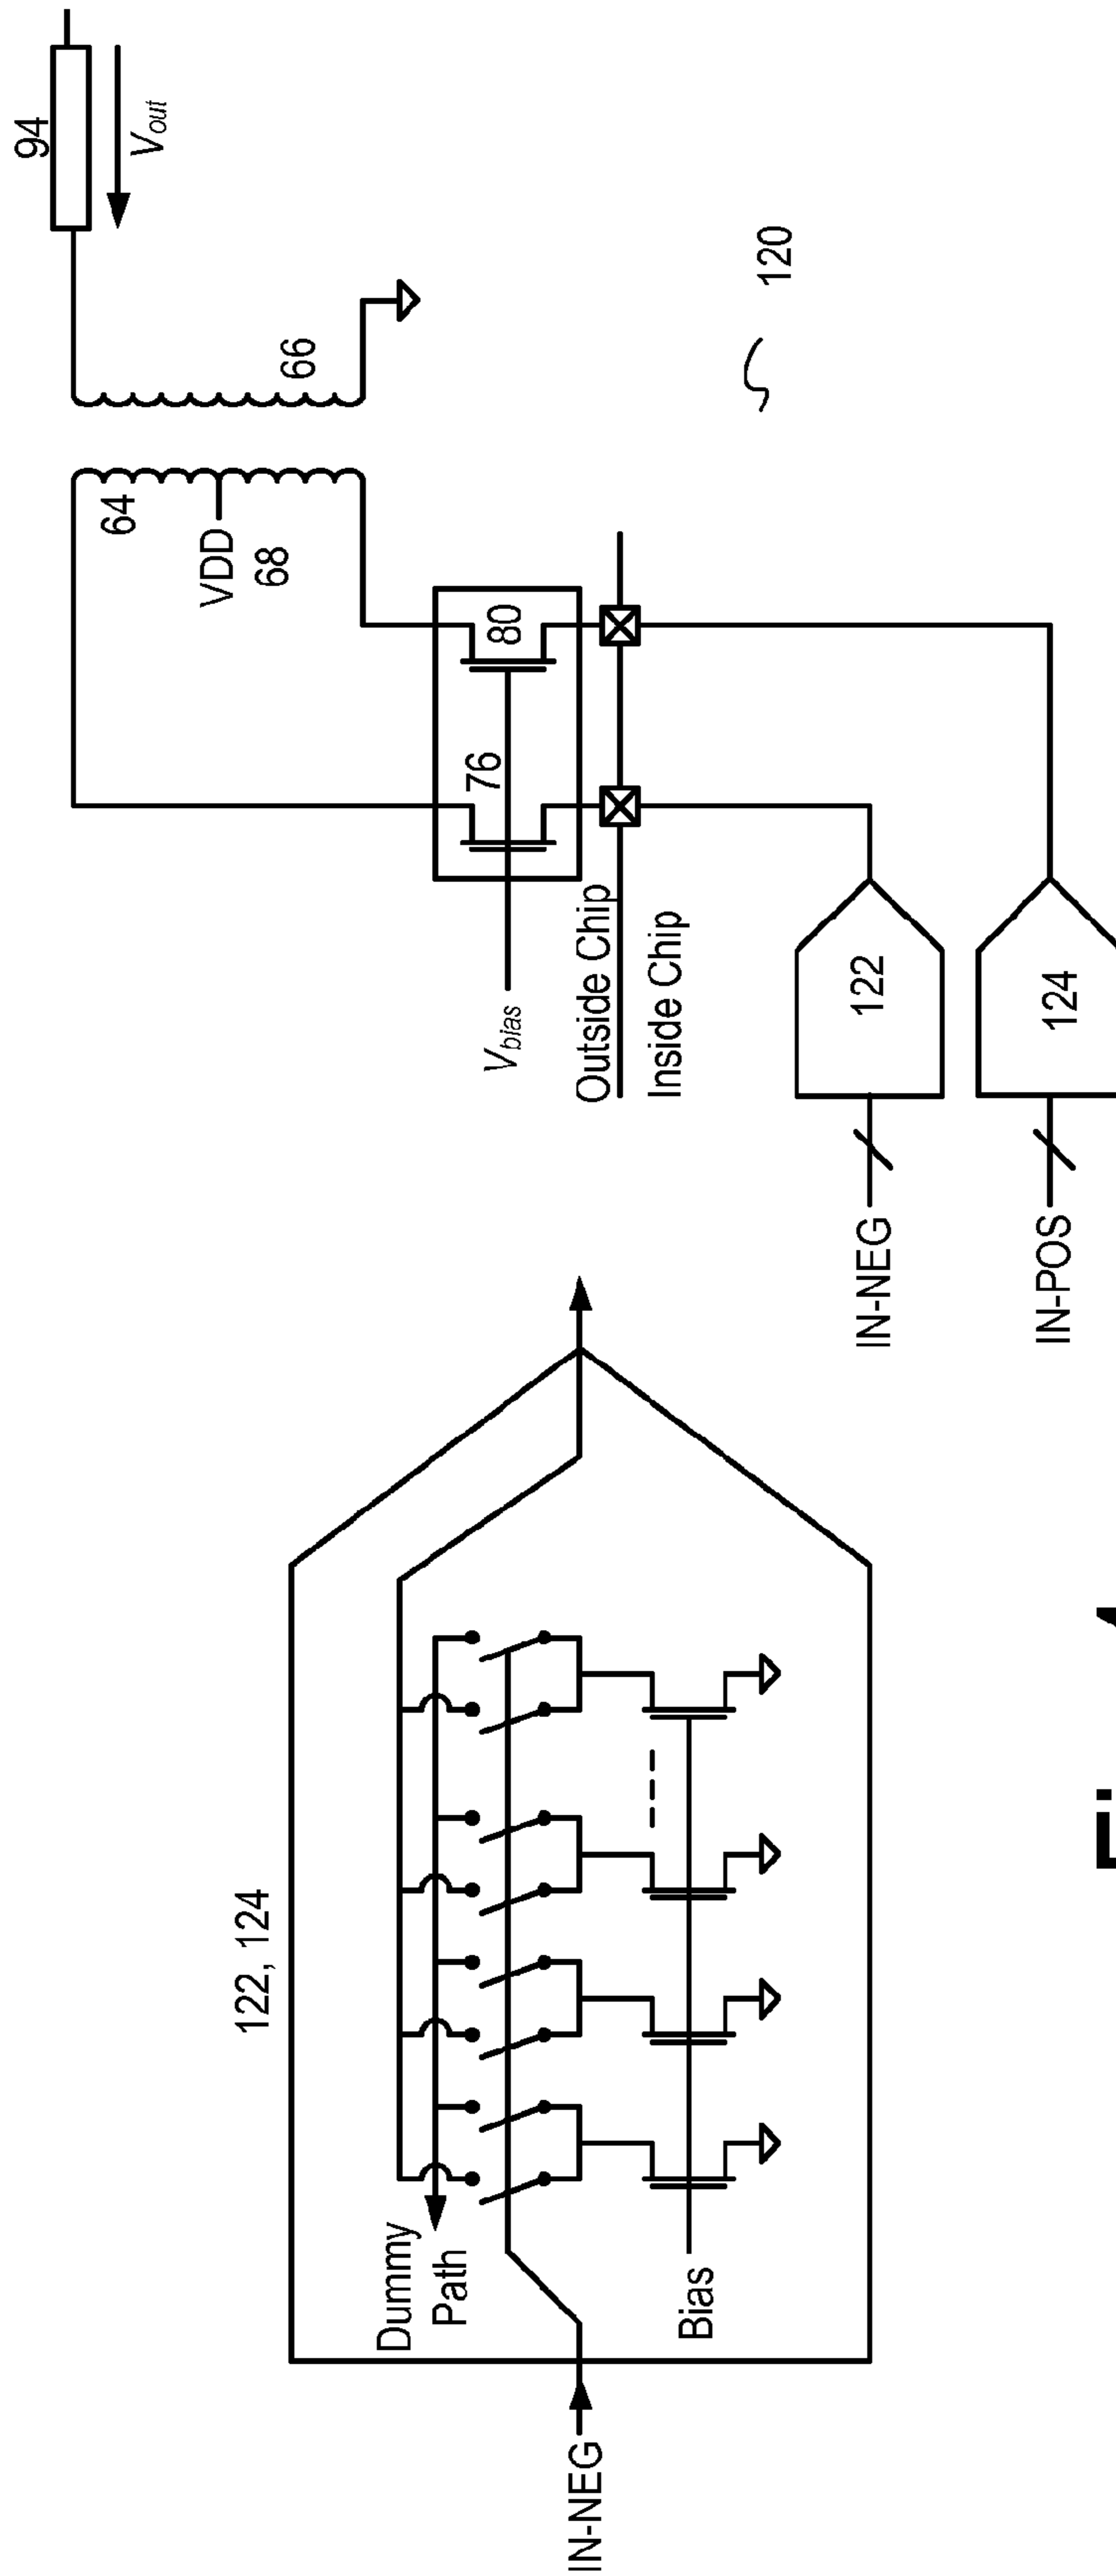 94
Vout
66
64
VDD
68
120
80
76
Vbias
Outside Chip
Inside Chip
122
124
IN-NEG
IN-POS
122, 124
Dummy
Path
Bias
IN-NEG